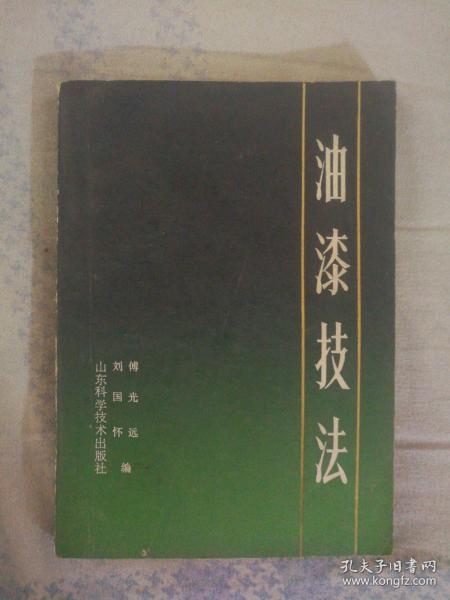 油漆技法
傅光远
刘国怀 编
山东科学技术出版社
孔夫子旧书网
www.kongfz.com